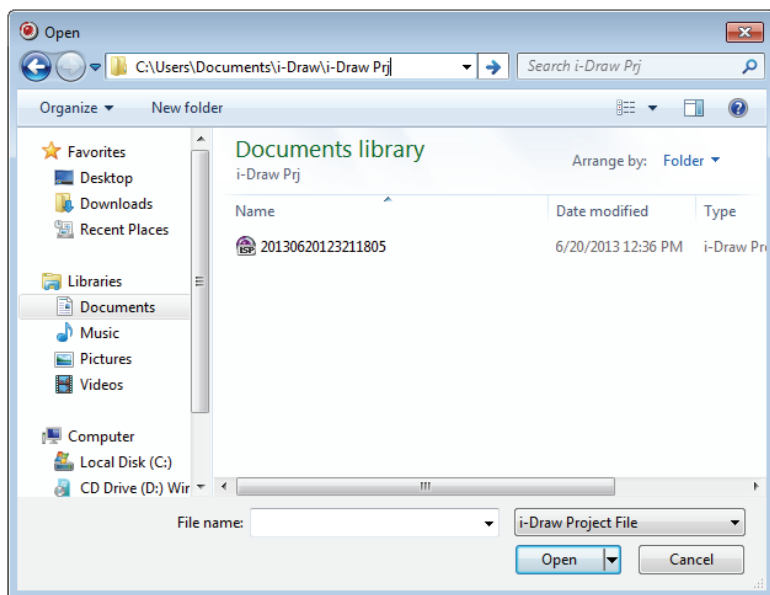 Open
C:\Users\Documents\i-Draw\i-Draw Prj
Search i-Draw Prj
Organize
New folder
Favorites
Desktop
Downloads
Recent Places
Libraries
Documents
Music
Pictures
Videos
Computer
Local Disk (C:)
CD Drive (D:) Wir
Documents library
i-Draw Prj
Arrange by: Folder
Name Date modified Type
ISP 20130620123211805 6/20/2013 12:36 PM i-Draw Pr
File name: i-Draw Project File
Open Cancel